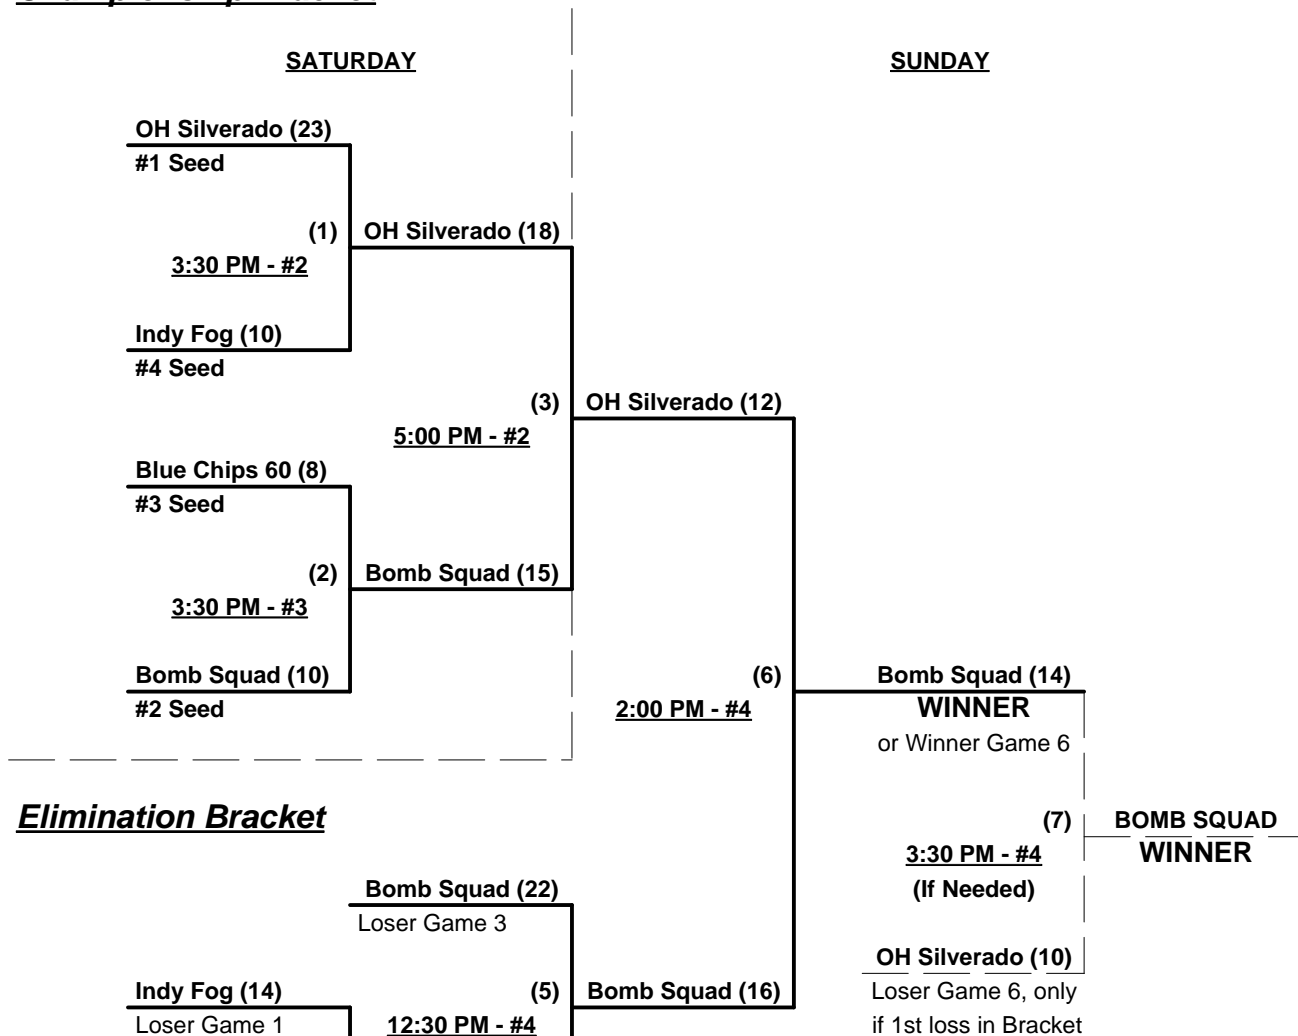 SATURDAY
SUNDAY
OH Silverado (23)
#1 Seed
(1)
OH Silverado (18)
3:30 PM - #2
Indy Fog (10)
#4 Seed
(3)
OH Silverado (12)
5:00 PM - #2
Blue Chips 60 (8)
#3 Seed
(2)
Bomb Squad (15)
3:30 PM - #3
Bomb Squad (10)
#2 Seed
(6)
Bomb Squad (14)
2:00 PM - #4
WINNER
or Winner Game 6
Elimination Bracket
(7)
BOMB SQUAD
3:30 PM - #4
WINNER
(If Needed)
Bomb Squad (22)
Loser Game 3
OH Silverado (10)
Indy Fog (14)
(5)
Bomb Squad (16)
Loser Game 6, only
Loser Game 1
12:30 PM - #4
if 1st loss in Bracket